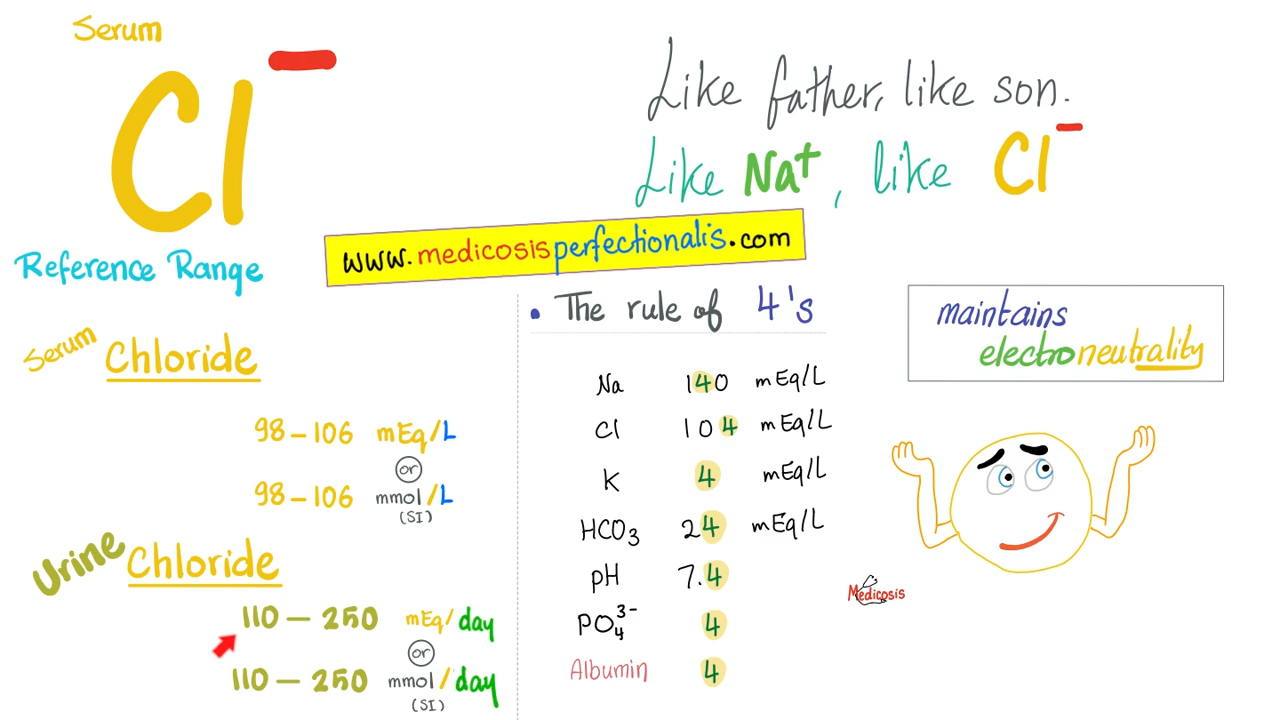 Serum
Cl⁻
Reference Range
Like father, like son.
Like Na⁺, like Cl⁻
www.medicosisperfectionalis.com
Serum Chloride
98 – 106 mEq/L
or
98 – 106 mmol/L
(SI)
Urine Chloride
110 – 250 mEq/day
or
110 – 250 mmol/day
(SI)
• The rule of 4's
Na 140 mEq/L
Cl 104 mEq/L
K 4 mEq/L
HCO₃ 24 mEq/L
pH 7.4
PO₄³⁻ 4
Albumin 4
maintains
electroneutrality
Medicosis